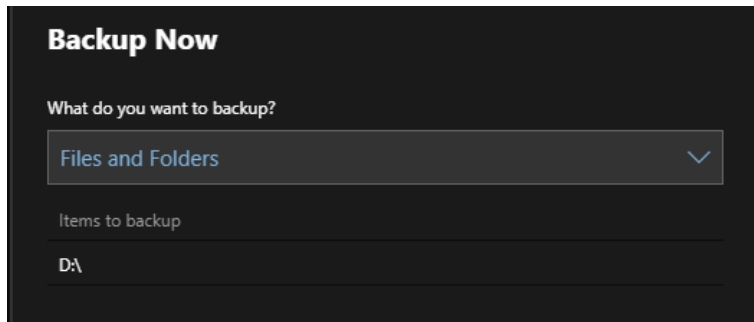 Backup Now
What do you want to backup?
Files and Folders
Items to backup
D:\